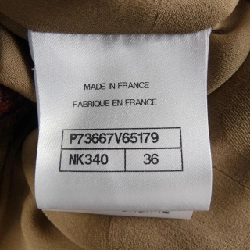 MADE IN FRANCE
FABRIQUE EN FRANCE
P73667V65179
NK340 36